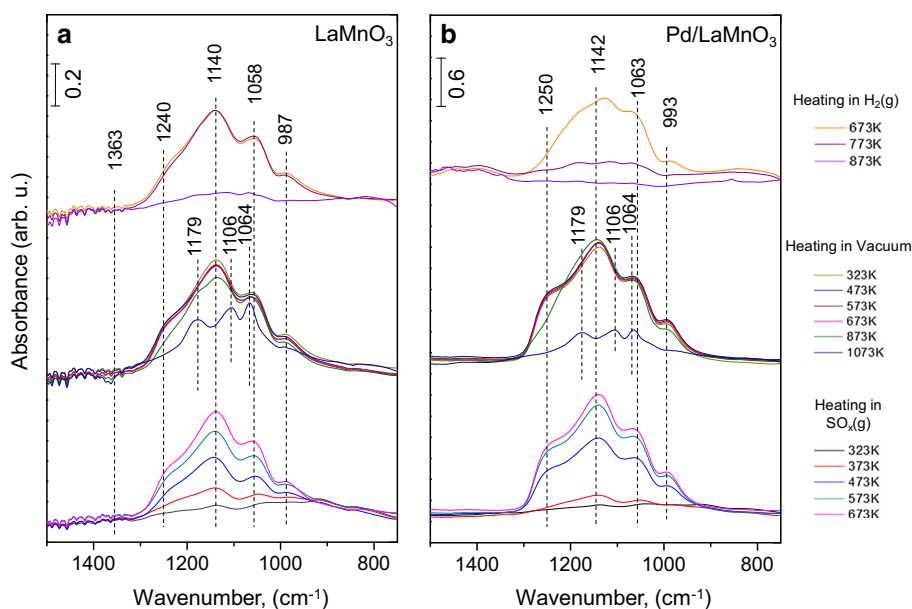 a
LaMnO3
0.2
1363
1240
1140
1058
987
1179
1106
1064
b
Pd/LaMnO3
0.6
1250
1142
1063
993
1179
1106
1064
Absorbance (arb. u.)
1400
1200
1000
800
Wavenumber, (cm-1)
1400
1200
1000
800
Wavenumber, (cm-1)
Heating in H2(g)
673K
773K
873K
Heating in Vacuum
323K
473K
573K
673K
873K
1073K
Heating in
SOx(g)
323K
373K
473K
573K
673K